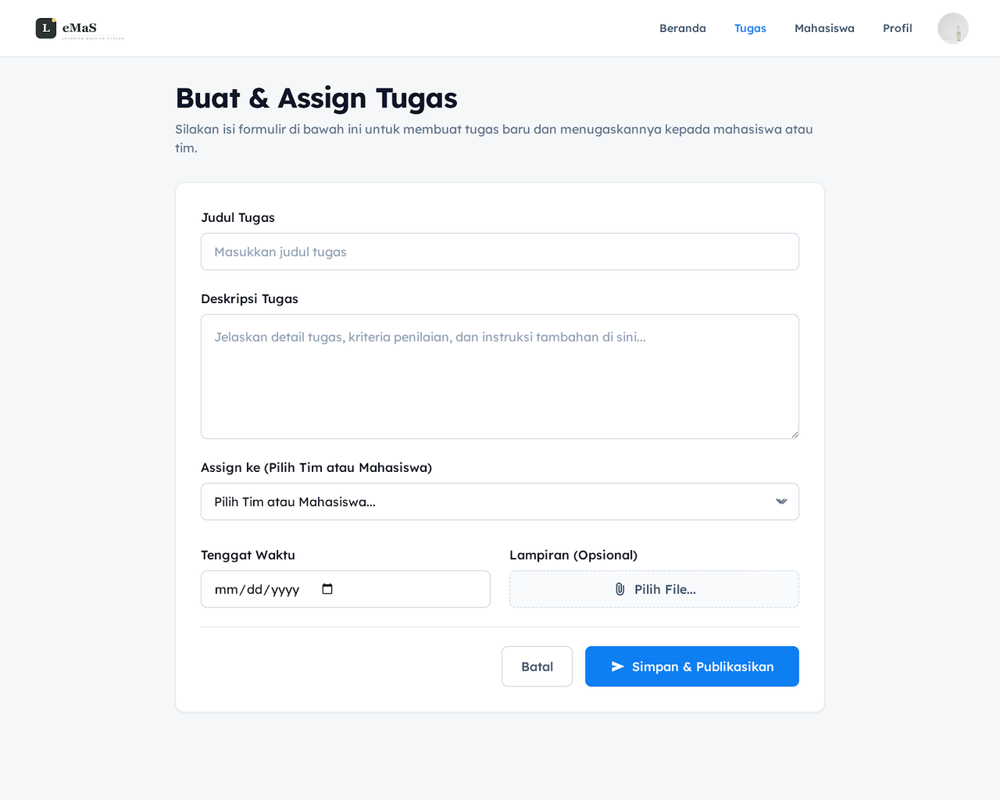 L eMaS
LEARNING MACHINE SYSTEM
Beranda
Tugas
Mahasiswa
Profil
Buat & Assign Tugas
Silakan isi formulir di bawah ini untuk membuat tugas baru dan menugaskannya kepada mahasiswa atau
tim.
Judul Tugas
Masukkan judul tugas
Deskripsi Tugas
Jelaskan detail tugas, kriteria penilaian, dan instruksi tambahan di sini...
Assign ke (Pilih Tim atau Mahasiswa)
Pilih Tim atau Mahasiswa...
Tenggat Waktu
Lampiran (Opsional)
mm/dd/yyyy
Pilih File...
Batal
Simpan & Publikasikan